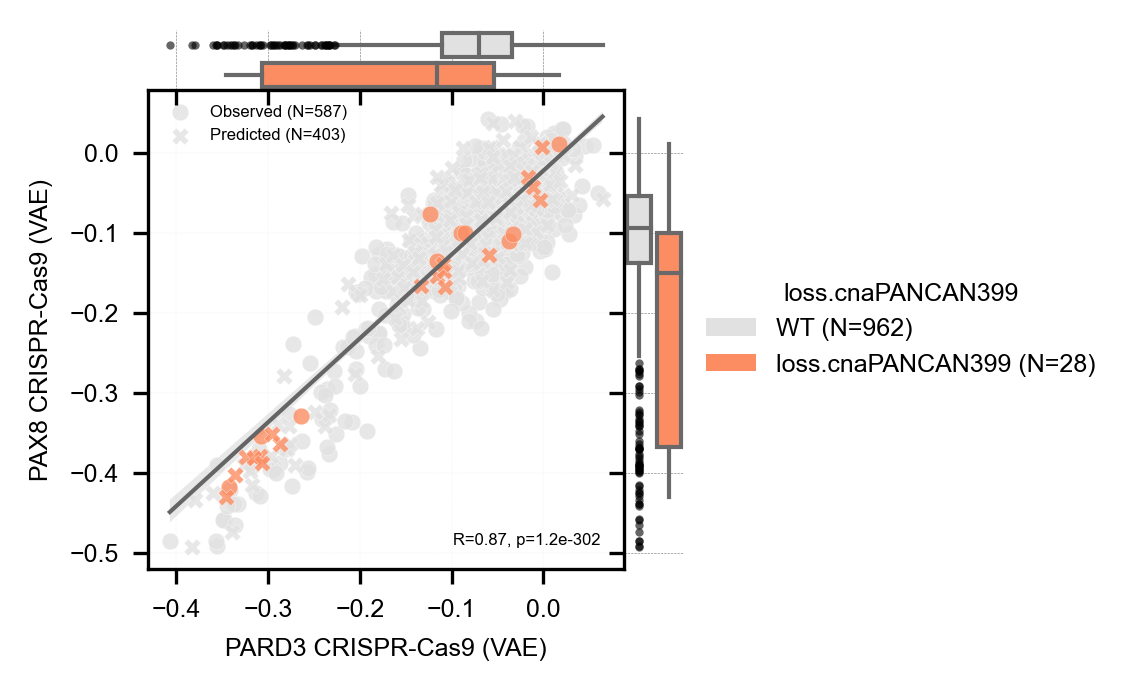 Observed (N=587)
Predicted (N=403)
0.0
−0.1
−0.2
−0.3
−0.4
−0.5
PAX8 CRISPR-Cas9 (VAE)
R=0.87, p=1.2e-302
−0.4
−0.3
−0.2
−0.1
0.0
PARD3 CRISPR-Cas9 (VAE)
loss.cnaPANCAN399
WT (N=962)
loss.cnaPANCAN399 (N=28)